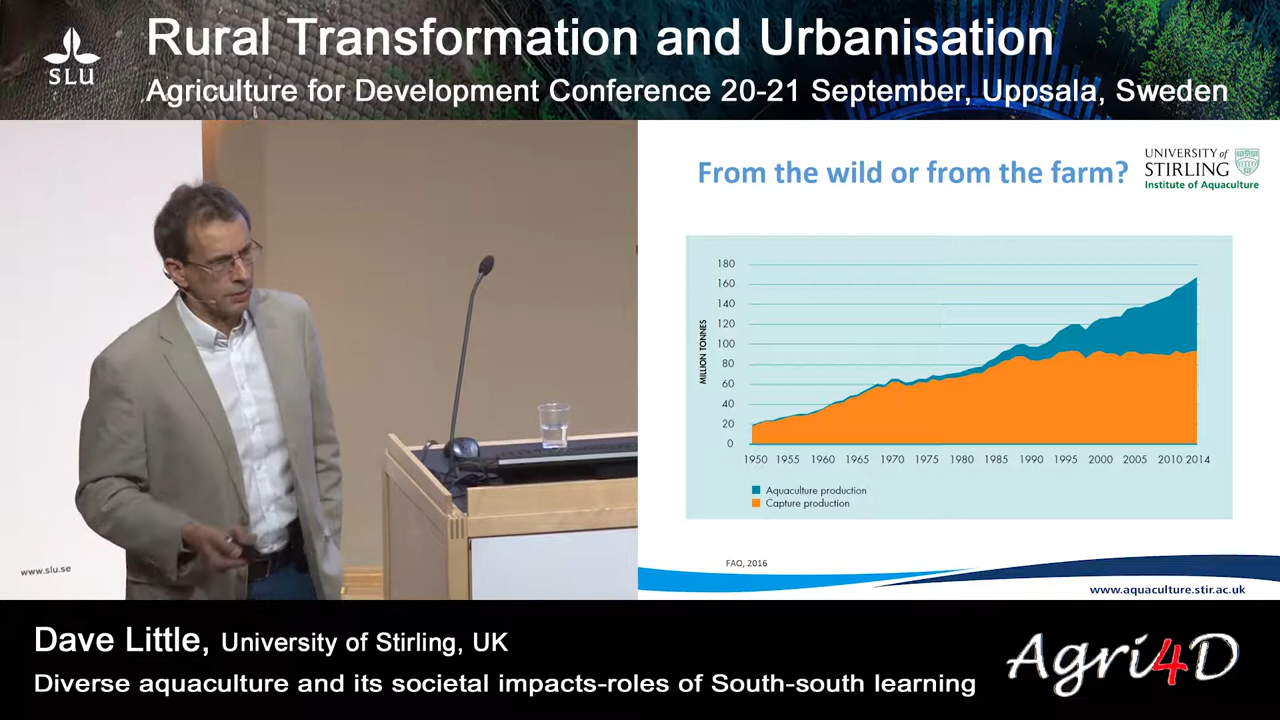 SLU
Rural Transformation and Urbanisation
Agriculture for Development Conference 20-21 September, Uppsala, Sweden
www.slu.se
From the wild or from the farm?
UNIVERSITY of
STIRLING
Institute of Aquaculture
MILLION TONNES
180
160
140
120
100
80
60
40
20
0
1950 1955 1960 1965 1970 1975 1980 1985 1990 1995 2000 2005 2010 2014
Aquaculture production
Capture production
FAO, 2016
www.aquaculture.stir.ac.uk
Dave Little, University of Stirling, UK
Diverse aquaculture and its societal impacts-roles of South-south learning
Agri4D